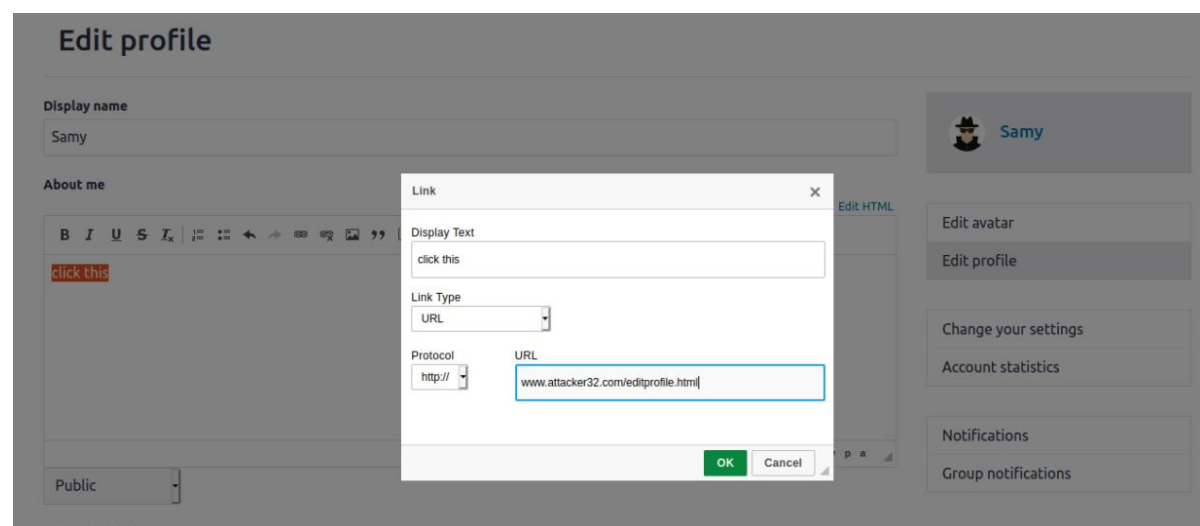 Edit profile
Display name
Samy
About me
Edit HTML
B I U S Ix
click this
Public
Link
Display Text
click this
Link Type
URL
Protocol
URL
http://
www.attacker32.com/editprofile.html
OK Cancel
p a
Samy
Edit avatar
Edit profile
Change your settings
Account statistics
Notifications
Group notifications